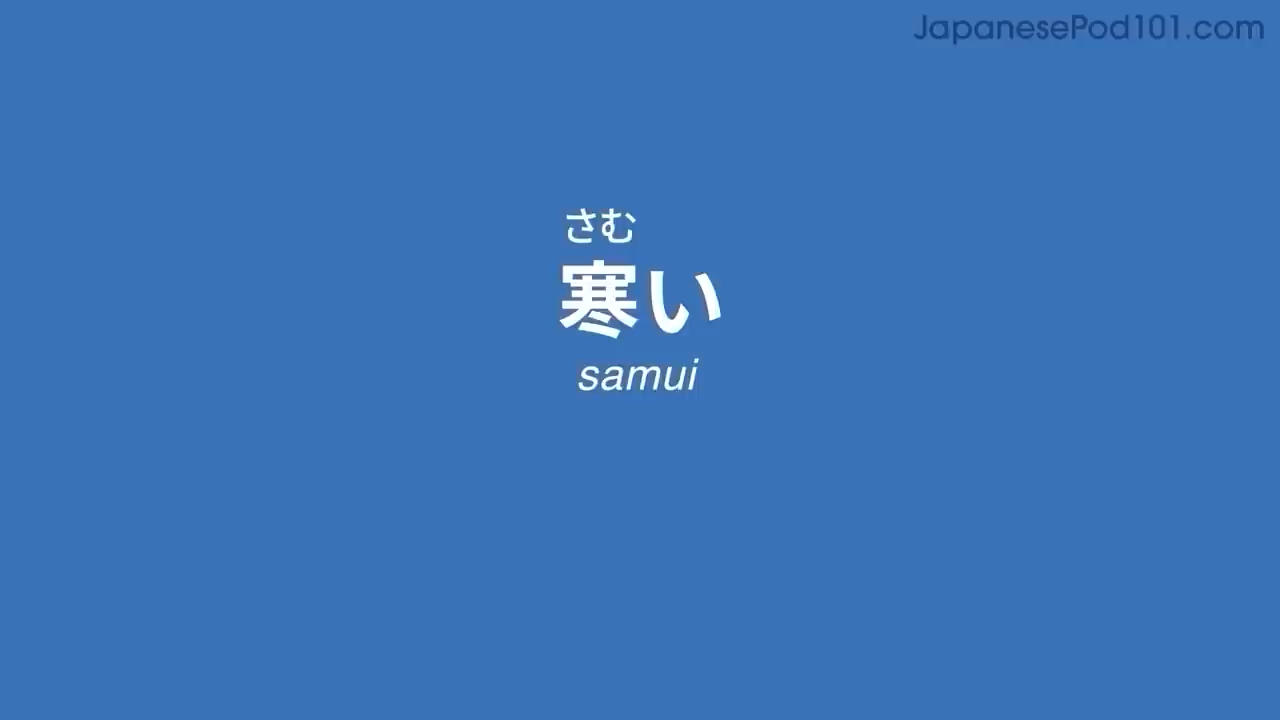 JapanesePod101.com
さむ
寒い
samui